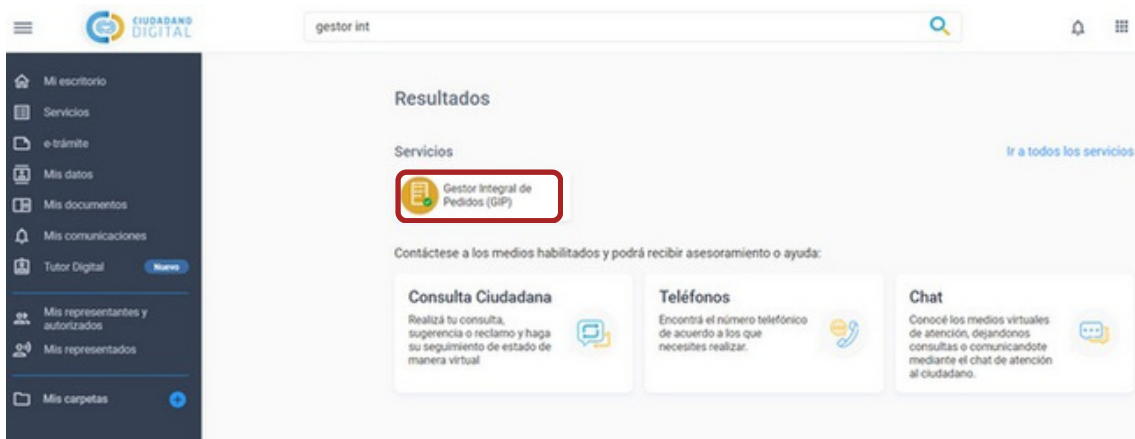 CIUDADANO
DIGITAL
gestor int
Mi escritorio
Servicios
e-trámite
Mis datos
Mis documentos
Mis comunicaciones
Tutor Digital
Nuevo
Mis representantes y
autorizados
Mis representados
Mis carpetas
Resultados
Servicios
Ir a todos los servicios
Gestor Integral de
Pedidos (GIP)
Contáctese a los medios habilitados y podrá recibir asesoramiento o ayuda:
Consulta Ciudadana
Realizá tu consulta,
sugerencia o reclamo y haga
su seguimiento de estado de
manera virtual
Teléfonos
Encontrá el número telefónico
de acuerdo a los que
necesites realizar.
Chat
Conocé los medios virtuales
de atención, dejandonos
consultas o comunicandote
mediante el chat de atención
al ciudadano.